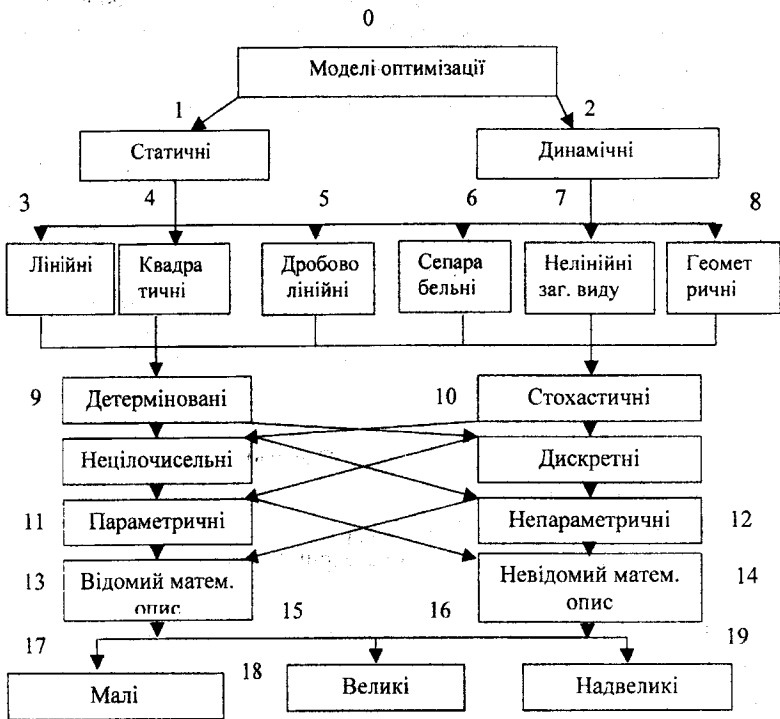 0
Моделі оптимізації
1
2
Статичні
Динамічні
3
4
5
6
7
8
Лінійні
Квадра
тичні
Дробово
лінійні
Сепара
бельні
Нелінійні
заг. виду
Геомет
ричні
9
Детерміновані
10
Стохастичні
Нецілочисельні
Дискретні
11
Параметричні
Непараметричні
12
13
Відомий матем.
опис
Невідомий матем.
опис
14
15
16
17
18
19
Малі
Великі
Надвеликі